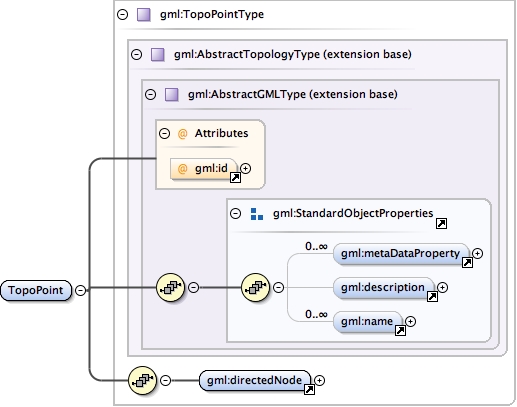 gml:TopoPointType
gml:AbstractTopologyType (extension base)
gml:AbstractGMLType (extension base)
@ Attributes
@ gml:id
gml:StandardObjectProperties
0..∞
gml:metaDataProperty
TopoPoint
gml:description
0..∞
gml:name
gml:directedNode